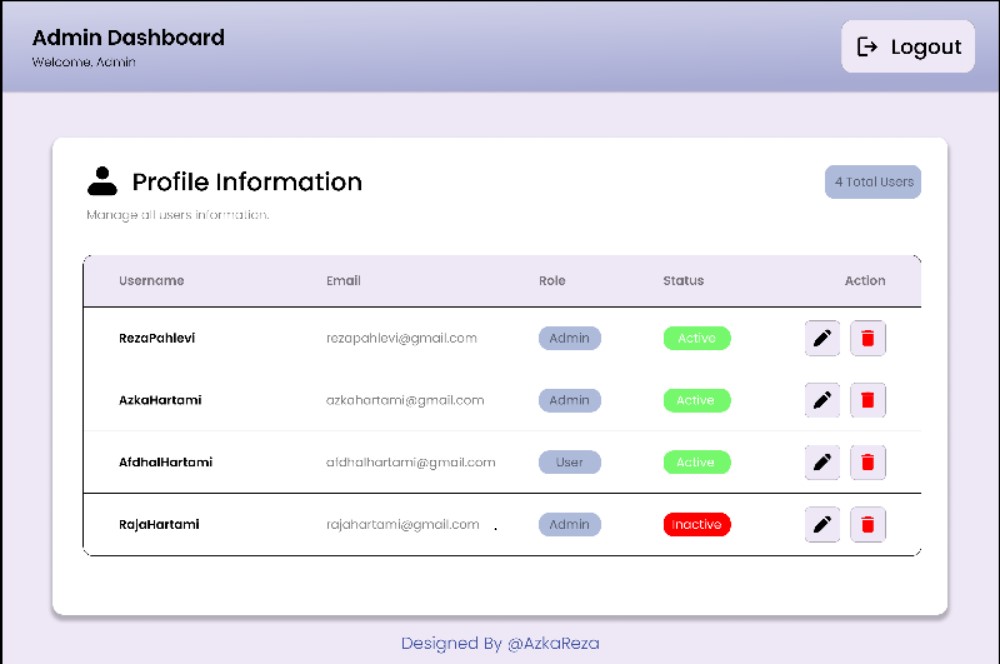 Admin Dashboard
Welcome, Admin
Logout
Profile Information
4 Total Users
Manage all users information.
Username Email Role Status Action
RezaPahlevi rezapahlevi@gmail.com Admin Active
AzkaHartami azkahartami@gmail.com Admin Active
AfdhalHartami afdhalhartami@gmail.com User Active
RajaHartami rajahartami@gmail.com . Admin Inactive
Designed By @AzkaReza